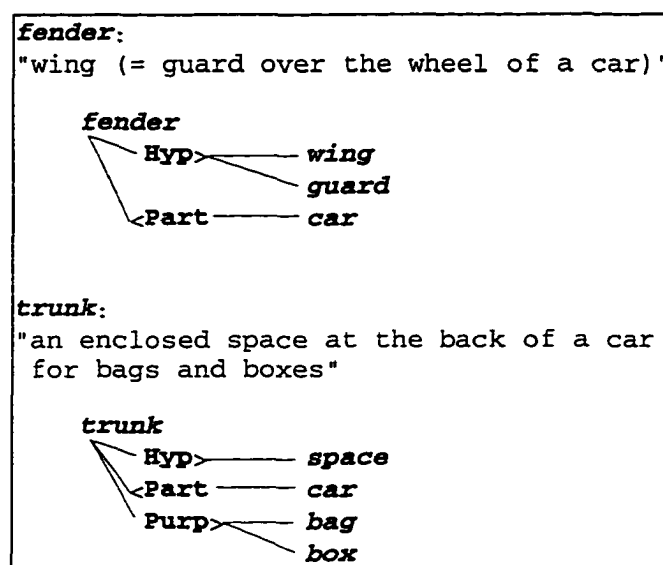 fender:
"wing (= guard over the wheel of a car)"
fender
Hyp> wing
guard
<Part car
trunk:
"an enclosed space at the back of a car
for bags and boxes"
trunk
Hyp> space
<Part car
Purp> bag
box